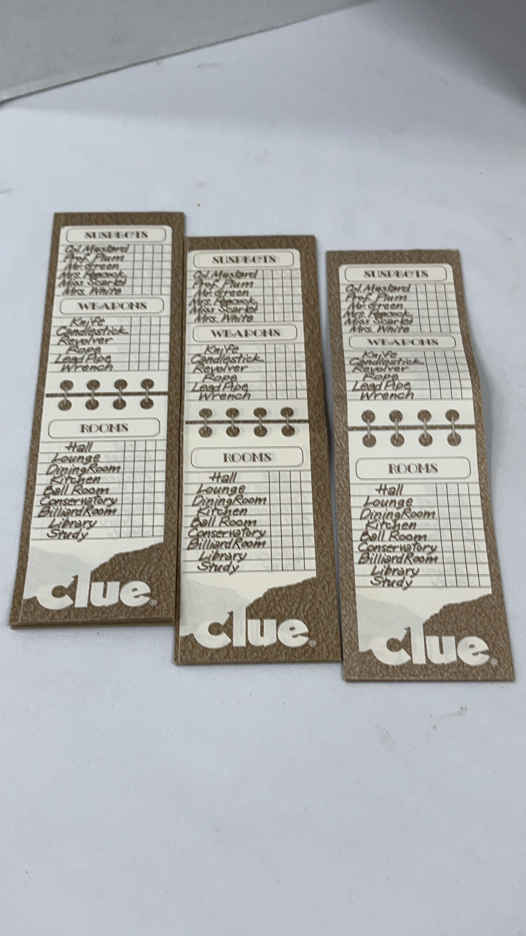 SUSPECTS
Col. Mustard
Prof. Plum
Mr. Green
Mrs. Peacock
Miss Scarlet
Mrs. White
WEAPONS
Knife
Candlestick
Revolver
Rope
Lead Pipe
Wrench
ROOMS
Hall
Lounge
Dining Room
Kitchen
Ball Room
Conservatory
Billiard Room
Library
Study
Clue®
SUSPECTS
Col. Mustard
Prof. Plum
Mr. Green
Mrs. Peacock
Miss Scarlet
Mrs. White
WEAPONS
Knife
Candlestick
Revolver
Rope
Lead Pipe
Wrench
ROOMS
Hall
Lounge
Dining Room
Kitchen
Ball Room
Conservatory
Billiard Room
Library
Study
Clue®
SUSPECTS
Col. Mustard
Prof. Plum
Mr. Green
Mrs. Peacock
Miss Scarlet
Mrs. White
WEAPONS
Knife
Candlestick
Revolver
Rope
Lead Pipe
Wrench
ROOMS
Hall
Lounge
Dining Room
Kitchen
Ball Room
Conservatory
Billiard Room
Library
Study
Clue®